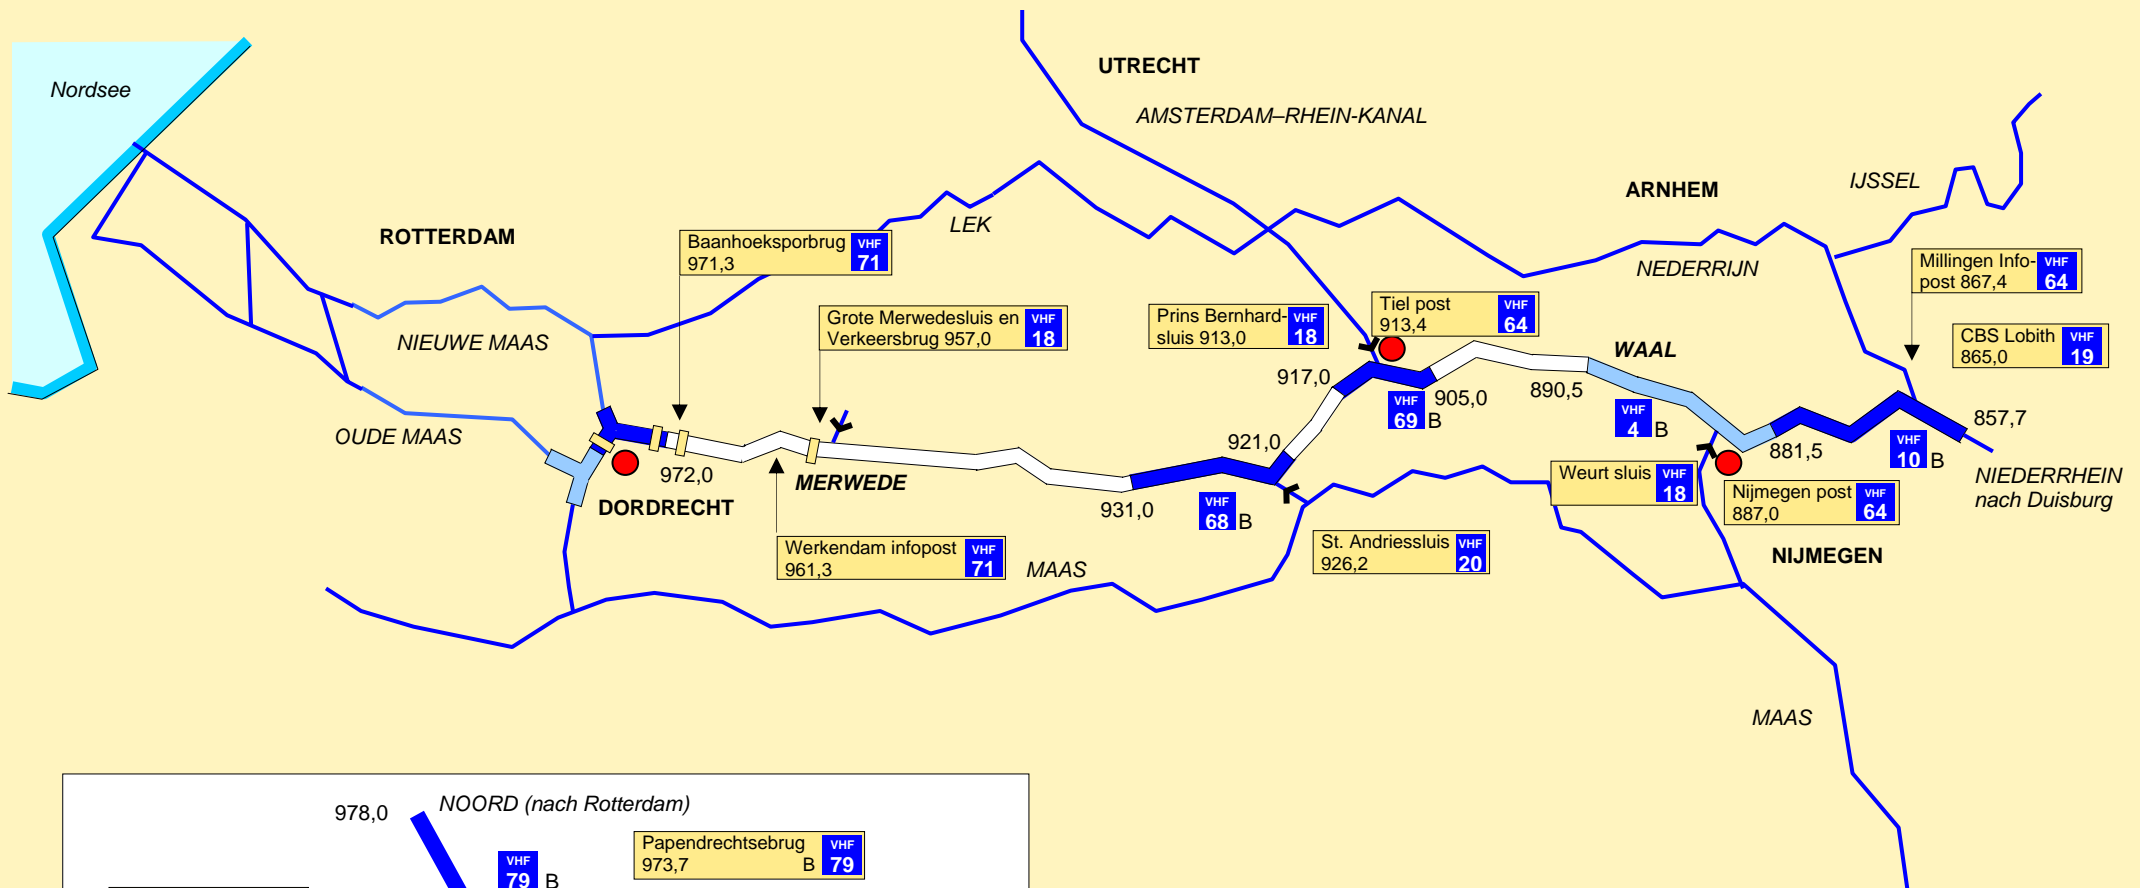 UTRECHT
Nordsee
AMSTERDAM–RHEIN-KANAL
ARNHEM
IJSSEL
ROTTERDAM
LEK
Baanhoeksporbrug
971,3
VHF
71
NEDERRIJN
Millingen Info-
post 867,4
VHF
64
Grote Merwedesluis en
Verkeersbrug 957,0
VHF
18
Prins Bernhard-
sluis 913,0
VHF
18
Tiel post
913,4
VHF
64
CBS Lobith
865,0
VHF
19
NIEUWE MAAS
WAAL
917,0
905,0
890,5
VHF
69 B
VHF
4 B
857,7
OUDE MAAS
921,0
881,5
VHF
10 B
972,0
MERWEDE
Weurt sluis
VHF
18
NIEDERRHEIN
nach Duisburg
Nijmegen post
887,0
VHF
64
DORDRECHT
931,0
VHF
68 B
Werkendam infopost
961,3
VHF
71
MAAS
St. Andriessluis
926,2
VHF
20
NIJMEGEN
MAAS
978,0
NOORD (nach Rotterdam)
Papendrechtsebrug
973,7 B
VHF
79
VHF
79 B